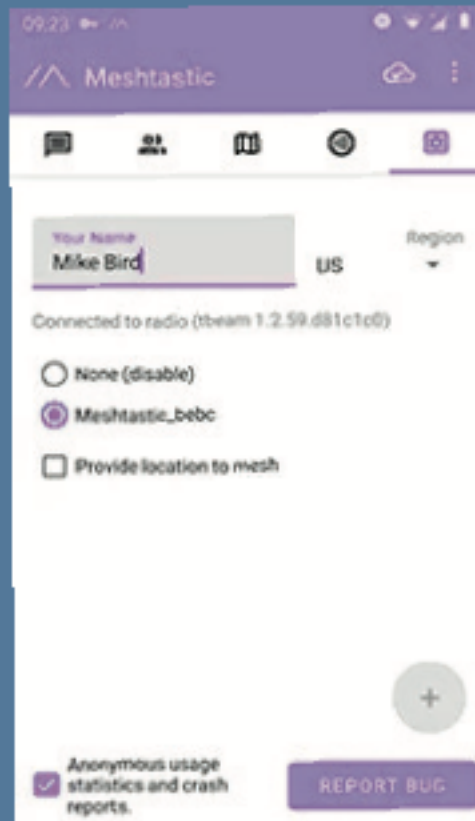 09:23
Meshtastic
Your Name
Mike Bird
US
Region
Connected to radio (tbeam 1.2.59.d81c1c0)
None (disable)
Meshtastic_bebc
Provide location to mesh
+
Anonymous usage
statistics and crash
reports.
REPORT BUG